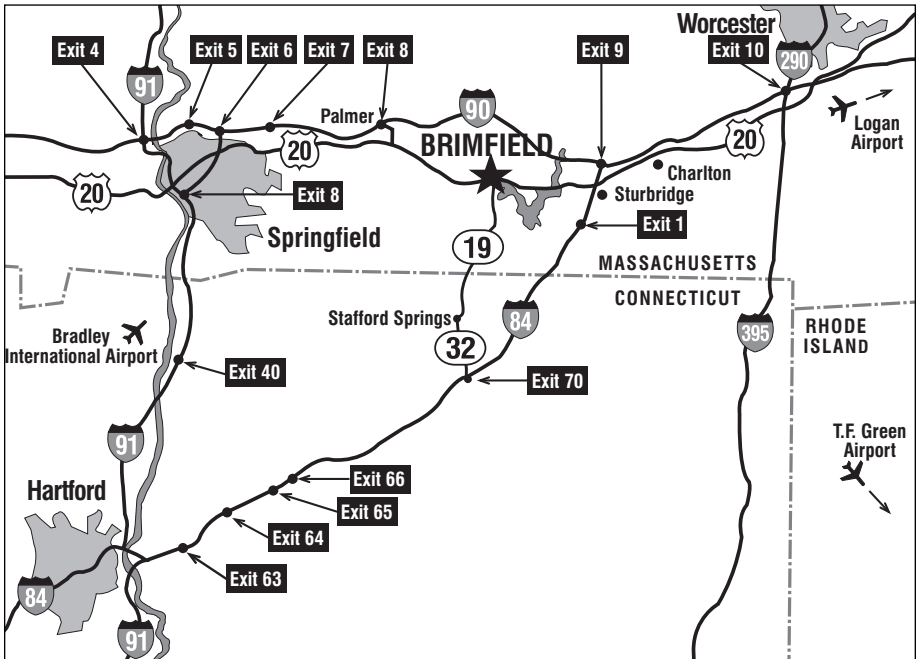 Worcester
Exit 4
Exit 5
Exit 6
Exit 7
Exit 8
Exit 9
Exit 10
290
91
Palmer
90
Logan
Airport
BRIMFIELD
20
20
Charlton
20
Sturbridge
Exit 8
Exit 1
Springfield
19
MASSACHUSETTS
CONNECTICUT
Stafford Springs
84
395
RHODE
ISLAND
Bradley
International Airport
32
Exit 40
Exit 70
91
T.F. Green
Airport
Hartford
Exit 66
Exit 65
Exit 64
Exit 63
84
91